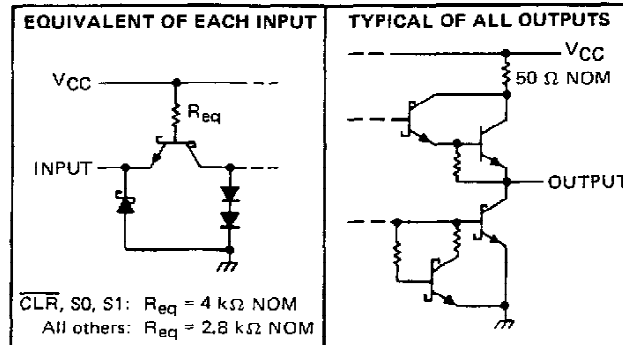 EQUIVALENT OF EACH INPUT
VCC
Req
INPUT
C̅L̅R̅, S0, S1: Req = 4 kΩ NOM
All others: Req = 2.8 kΩ NOM
TYPICAL OF ALL OUTPUTS
VCC
50 Ω NOM
OUTPUT